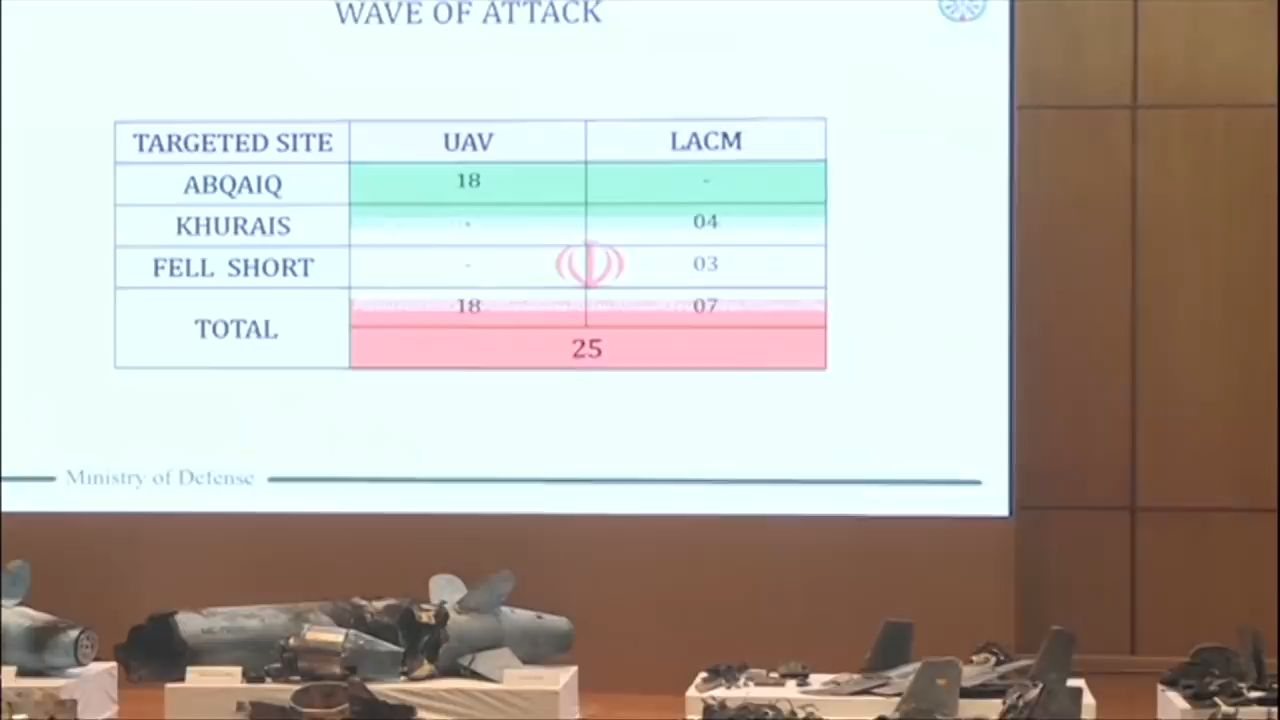 WAVE OF ATTACK
TARGETED SITE UAV LACM
ABQAIQ 18 -
KHURAIS - 04
FELL SHORT - 03
TOTAL 18 07
25
Ministry of Defense